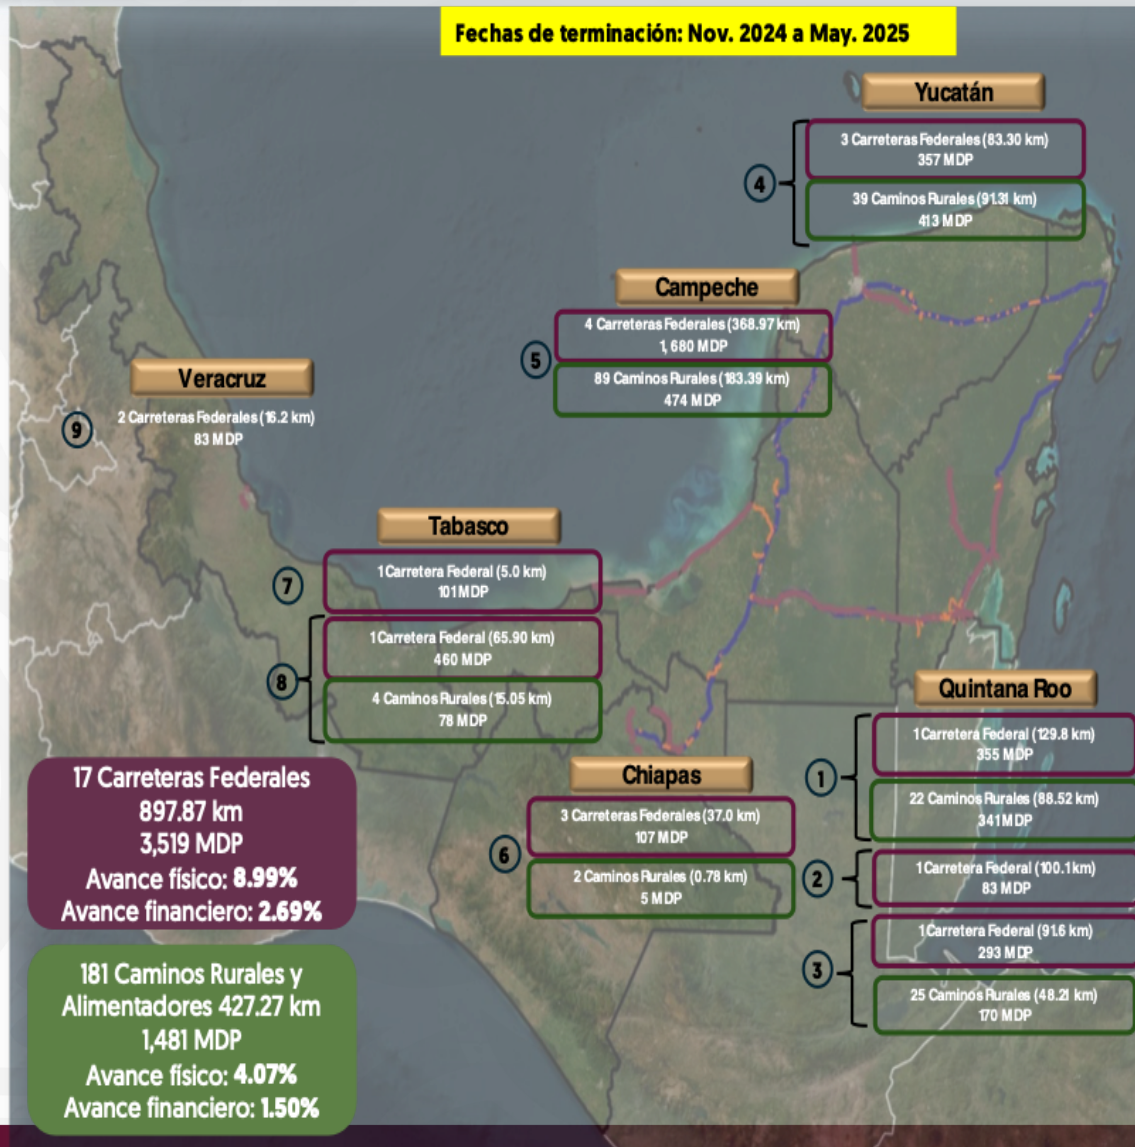 Fechas de terminación: Nov. 2024 a May. 2025
Yucatán
4
3 Carreteras Federales (83.30 km)
357 MDP
39 Caminos Rurales (91.31 km)
413 MDP
Campeche
5
4 Carreteras Federales (368.97 km)
1, 680 MDP
89 Caminos Rurales (183.39 km)
474 MDP
Veracruz
9
2 Carreteras Federales (16.2 km)
83 MDP
Tabasco
7
1 Carretera Federal (5.0 km)
101 MDP
8
1 Carretera Federal (65.90 km)
460 MDP
4 Caminos Rurales (15.05 km)
78 MDP
Quintana Roo
1
1 Carretera Federal (129.8 km)
355 MDP
22 Caminos Rurales (88.52 km)
341 MDP
2
1 Carretera Federal (100.1 km)
83 MDP
3
1 Carretera Federal (91.6 km)
293 MDP
25 Caminos Rurales (48.21 km)
170 MDP
Chiapas
6
3 Carreteras Federales (37.0 km)
107 MDP
2 Caminos Rurales (0.78 km)
5 MDP
17 Carreteras Federales
897.87 km
3,519 MDP
Avance físico: 8.99%
Avance financiero: 2.69%
181 Caminos Rurales y
Alimentadores 427.27 km
1,481 MDP
Avance físico: 4.07%
Avance financiero: 1.50%